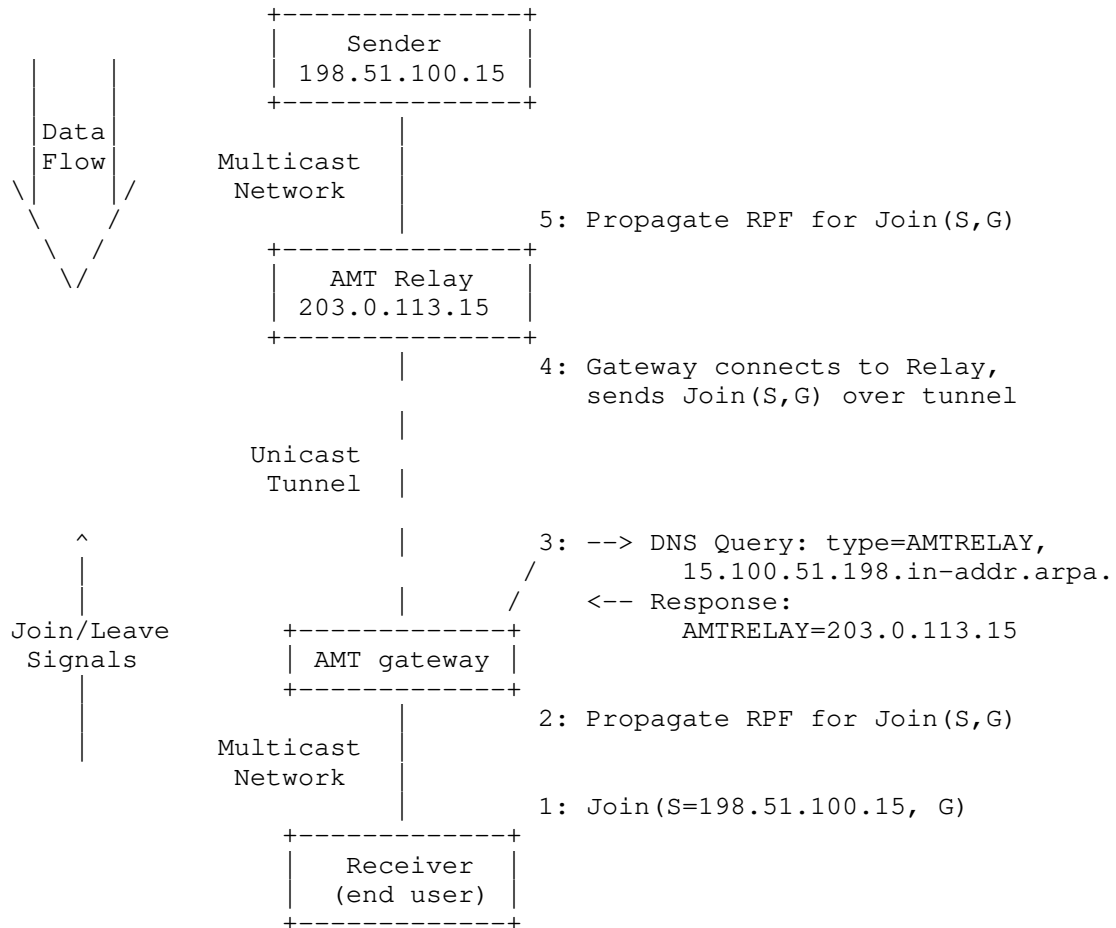 Sender
198.51.100.15
Data
Flow
Multicast
Network
5: Propagate RPF for Join(S,G)
AMT Relay
203.0.113.15
4: Gateway connects to Relay,
sends Join(S,G) over tunnel
Unicast
Tunnel
3: --> DNS Query: type=AMTRELAY,
15.100.51.198.in-addr.arpa.
<-- Response:
AMTRELAY=203.0.113.15
Join/Leave
Signals
AMT gateway
2: Propagate RPF for Join(S,G)
Multicast
Network
1: Join(S=198.51.100.15, G)
Receiver
(end user)